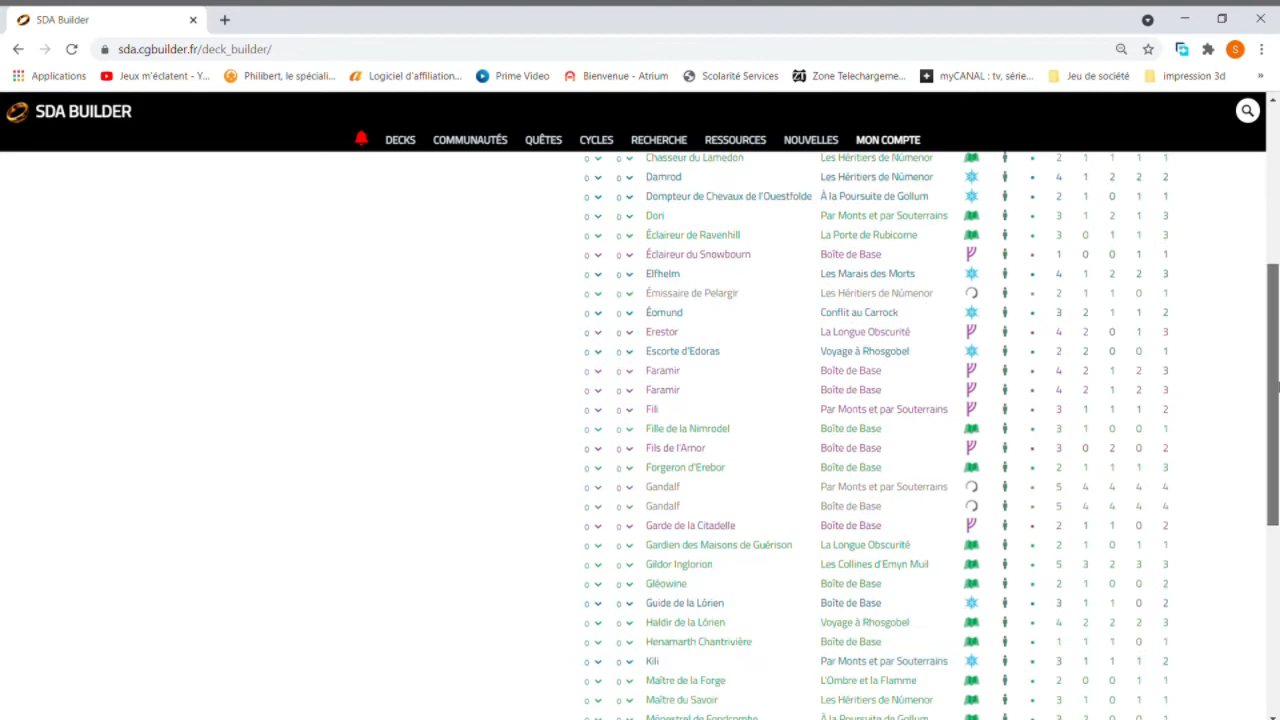 SDA Builder
sda.cgbuilder.fr/deck_builder/
S
Applications Jeux m'éclatent - Y... Philibert, le spéciali... Logiciel d'affiliation... Prime Video Bienvenue - Atrium Scolarité Services Zone Telechargeme... myCANAL : tv, série... Jeu de société impression 3d »
SDA BUILDER
DECKS COMMUNAUTÉS QUÊTES CYCLES RECHERCHE RESSOURCES NOUVELLES MON COMPTE
0 0 Chasseur du Lamedon Les Héritiers de Númenor 2 1 1 1 1
0 0 Damrod Les Héritiers de Númenor 4 1 2 2 2
0 0 Dompteur de Chevaux de l'Ouestfolde À la Poursuite de Gollum 2 1 0 1 1
0 0 Dori Par Monts et par Souterrains 3 1 2 1 3
0 0 Éclaireur de Ravenhill La Porte de Rubicorne 3 0 1 1 3
0 0 Éclaireur du Snowbourn Boîte de Base 1 0 0 1 1
0 0 Elfhelm Les Marais des Morts 4 1 2 2 3
0 0 Émissaire de Pelargir Les Héritiers de Númenor 2 1 1 0 1
0 0 Éomund Conflit au Carrock 3 2 1 1 2
0 0 Erestor La Longue Obscurité 4 2 0 1 3
0 0 Escorte d'Edoras Voyage à Rhosgobel 2 2 0 0 1
0 0 Faramir Boîte de Base 4 2 1 2 3
0 0 Faramir Boîte de Base 4 2 1 2 3
0 0 Fili Par Monts et par Souterrains 3 1 1 1 2
0 0 Fille de la Nimrodel Boîte de Base 3 1 0 0 1
0 0 Fils de l'Arnor Boîte de Base 3 0 2 0 2
0 0 Forgeron d'Erebor Boîte de Base 2 1 1 1 3
0 0 Gandalf Par Monts et par Souterrains 5 4 4 4 4
0 0 Gandalf Boîte de Base 5 4 4 4 4
0 0 Garde de la Citadelle Boîte de Base 2 1 1 0 2
0 0 Gardien des Maisons de Guérison La Longue Obscurité 2 1 0 1 1
0 0 Gildor Inglorion Les Collines d'Emyn Muil 5 3 2 3 3
0 0 Gléowine Boîte de Base 2 1 0 0 2
0 0 Guide de la Lórien Boîte de Base 3 1 1 0 2
0 0 Haldir de la Lórien Voyage à Rhosgobel 4 2 2 2 3
0 0 Henamarth Chantrivière Boîte de Base 1 1 1 0 1
0 0 Kili Par Monts et par Souterrains 3 1 1 1 2
0 0 Maître de la Forge L'Ombre et la Flamme 2 0 0 1 1
0 0 Maître du Savoir Les Héritiers de Númenor 3 1 0 1 1
0 0 Ménestrel de Fondcombe À la Poursuite de Gollum 3 2 0 0 1